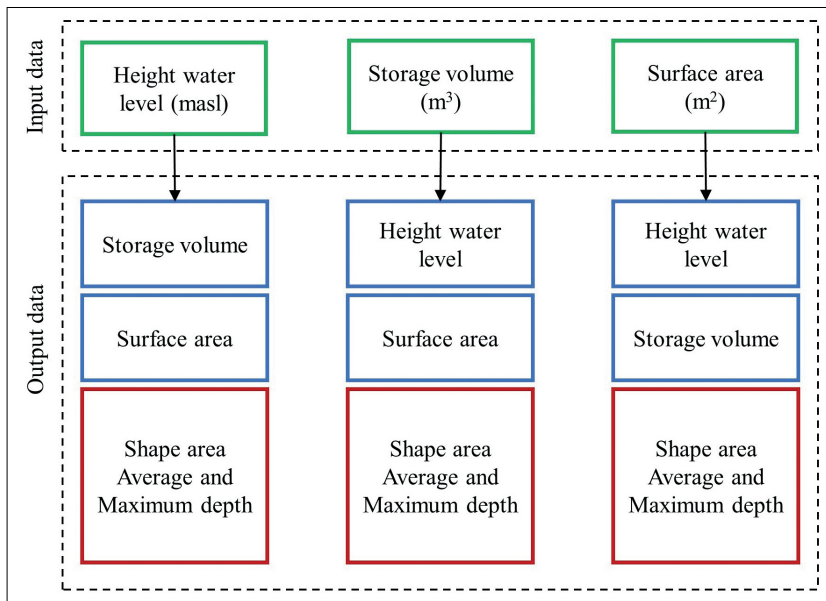 Input data
Height water
level (masl)
Storage volume
(m³)
Surface area
(m²)
Output data
Storage volume
Surface area
Shape area
Average and
Maximum depth
Height water
level
Surface area
Shape area
Average and
Maximum depth
Height water
level
Storage volume
Shape area
Average and
Maximum depth